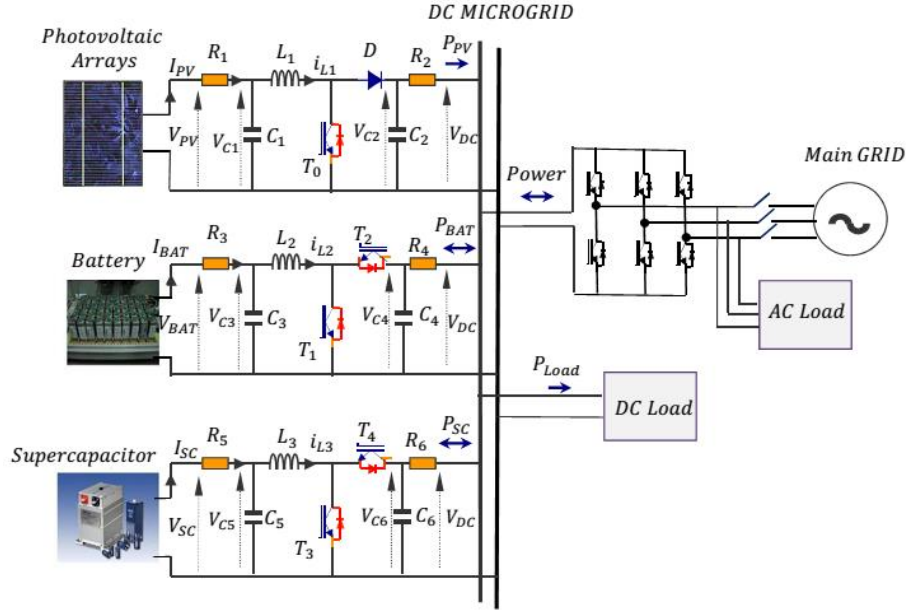 DC MICROGRID
Photovoltaic
Arrays
I_PV R_1 L_1 i_L1 D R_2 P_PV
V_PV V_C1 C_1 T_0 V_C2 C_2 V_DC
Power
Main GRID
Battery
I_BAT R_3 L_2 i_L2 T_2 R_4 P_BAT
V_BAT V_C3 C_3 T_1 V_C4 C_4 V_DC
AC Load
P_Load
DC Load
Supercapacitor
I_SC R_5 L_3 i_L3 T_4 R_6 P_SC
V_SC V_C5 C_5 T_3 V_C6 C_6 V_DC